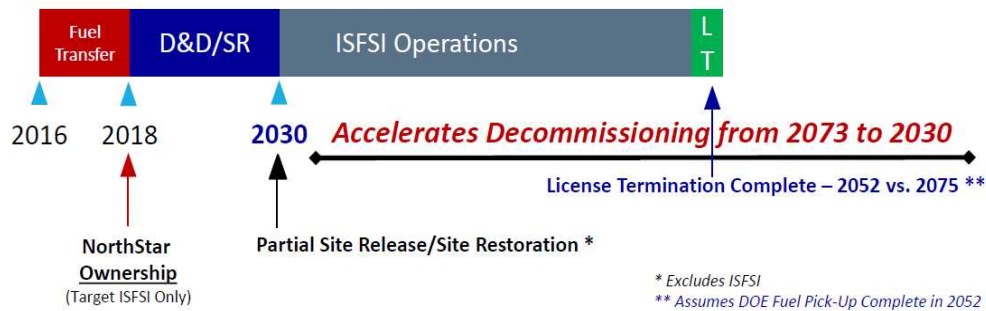 Fuel
Transfer
D&D/SR
ISFSI Operations
L
T
2016
2018
2030
Accelerates Decommissioning from 2073 to 2030
License Termination Complete – 2052 vs. 2075 **
NorthStar
Ownership
(Target ISFSI Only)
Partial Site Release/Site Restoration *
* Excludes ISFSI
** Assumes DOE Fuel Pick-Up Complete in 2052